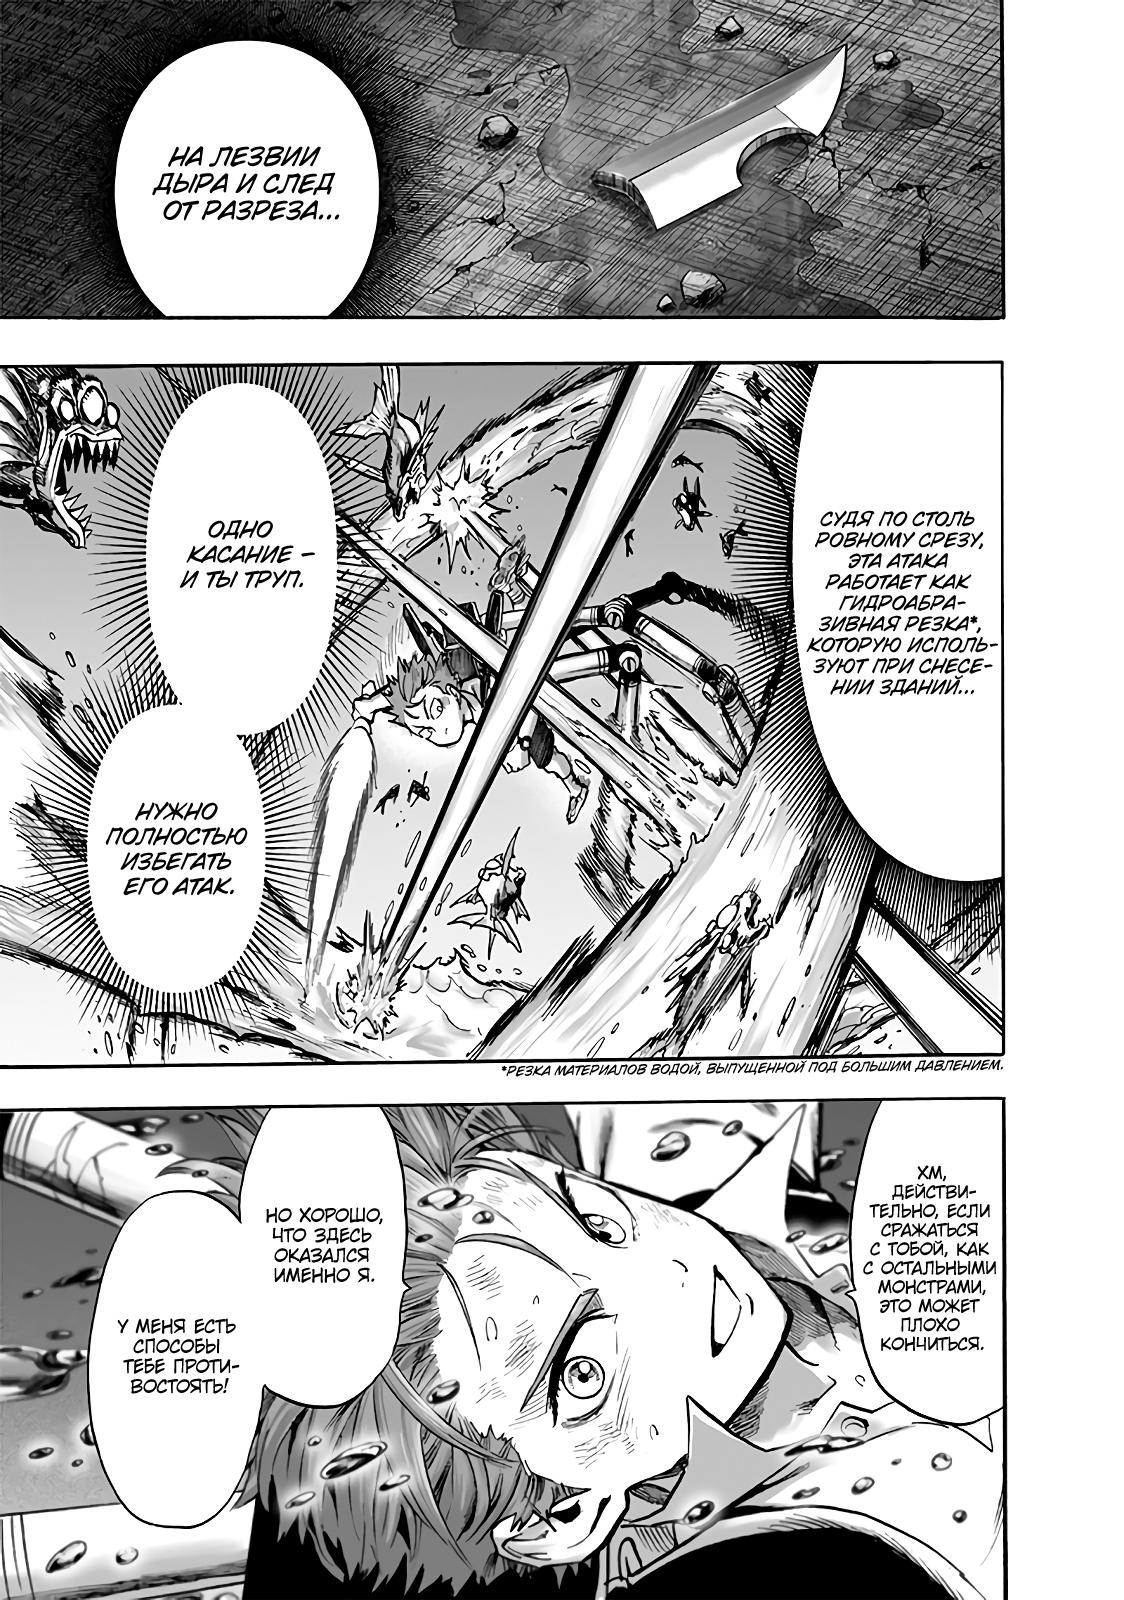 НА ЛЕЗВИИ
ДЫРА И СЛЕД
ОТ РАЗРЕЗА...
СУДЯ ПО СТОЛЬ
РОВНОМУ СРЕЗУ,
ЭТА АТАКА
РАБОТАЕТ КАК
ГИДРОАБРА-
ЗИВНАЯ РЕЗКА*,
КОТОРУЮ ИСПОЛЬ-
ЗУЮТ ПРИ СНЕСЕ-
НИИ ЗДАНИЙ...
ОДНО
КАСАНИЕ –
И ТЫ ТРУП.
НУЖНО
ПОЛНОСТЬЮ
ИЗБЕГАТЬ
ЕГО АТАК.
*РЕЗКА МАТЕРИАЛОВ ВОДОЙ, ВЫПУЩЕННОЙ ПОД БОЛЬШИМ ДАВЛЕНИЕМ.
ХМ,
ДЕЙСТВИ-
ТЕЛЬНО, ЕСЛИ
СРАЖАТЬСЯ
С ТОБОЙ, КАК
С ОСТАЛЬНЫМИ
МОНСТРАМИ,
ЭТО МОЖЕТ
ПЛОХО
КОНЧИТЬСЯ.
НО ХОРОШО,
ЧТО ЗДЕСЬ
ОКАЗАЛСЯ
ИМЕННО Я.
У МЕНЯ ЕСТЬ
СПОСОБЫ
ТЕБЕ ПРОТИ-
ВОСТОЯТЬ!